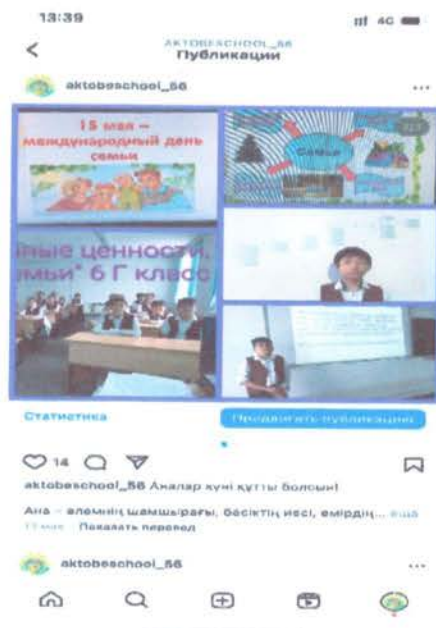 13:39
4G
AKTOBESCHOOL_56
Публикации
aktobeschool_56
15 мая –
международный день
семьи
Семья
ные ценности,
мьи" 6 Г класс
Статистика
Продвигать публикацию
14
aktobeschool_56 Аналар күні құтты болсын!
Ана – әлемнің шамшырағы, бесіктің иесі, өмірдің... ещё
Показать перевод
aktobeschool_56